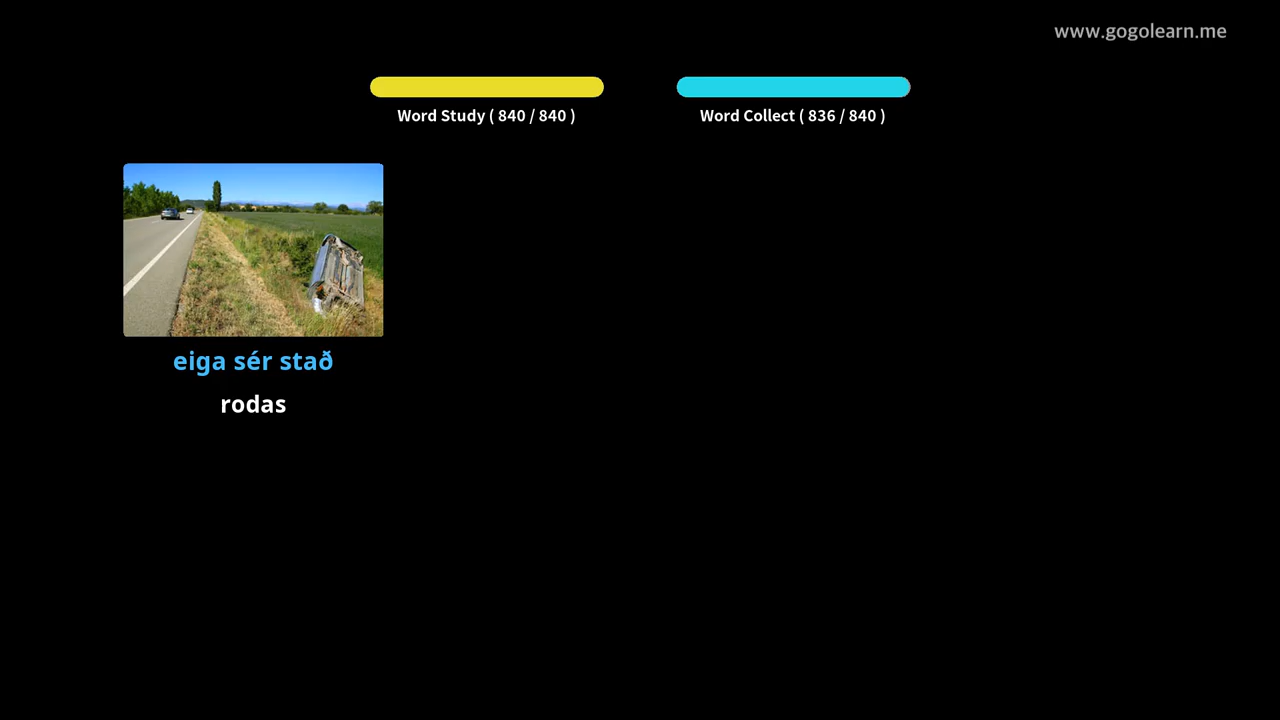 www.gogolearn.me
Word Study ( 840 / 840 )
Word Collect ( 836 / 840 )
eiga sér stað
rodas